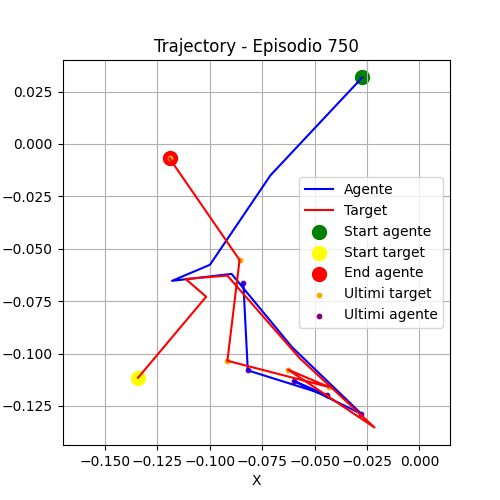 Trajectory - Episodio 750
0.025
0.000
−0.025
−0.050
−0.075
−0.100
−0.125
Agente
Target
Start agente
Start target
End agente
Ultimi target
Ultimi agente
−0.150 −0.125 −0.100 −0.075 −0.050 −0.025 0.000
X